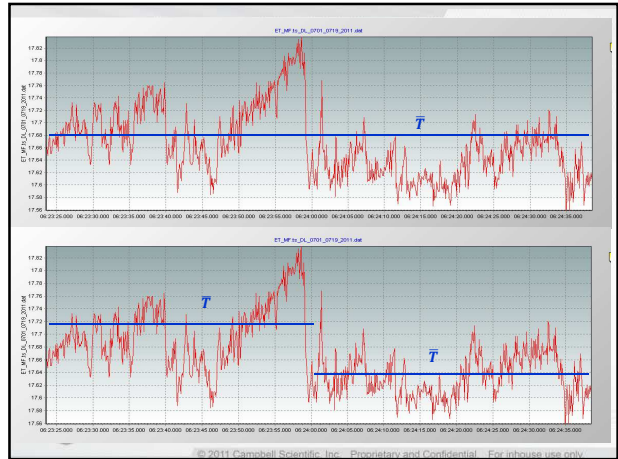 ET_MF.ts_DL_0701_0719_2011.dat
17.82
17.8
17.78
17.76
17.74
17.72
17.7
17.68
17.66
17.64
17.62
17.6
17.58
17.56
ET_MF.ts_DL_0701_0719_2011.dat
T̅
06:23:25.000 06:23:30.000 06:23:35.000 06:23:40.000 06:23:45.000 06:23:50.000 06:23:55.000 06:24:00.000 06:24:05.000 06:24:10.000 06:24:15.000 06:24:20.000 06:24:25.000 06:24:30.000 06:24:35.000
ET_MF.ts_DL_0701_0719_2011.dat
17.82
17.8
17.78
17.76
17.74
17.72
17.7
17.68
17.66
17.64
17.62
17.6
17.58
17.56
ET_MF.ts_DL_0701_0719_2011.dat
T̅
T̅
06:23:25.000 06:23:30.000 06:23:35.000 06:23:40.000 06:23:45.000 06:23:50.000 06:23:55.000 06:24:00.000 06:24:05.000 06:24:10.000 06:24:15.000 06:24:20.000 06:24:25.000 06:24:30.000 06:24:35.000
© 2011 Campbell Scientific, Inc. Proprietary and Confidential. For inhouse use only